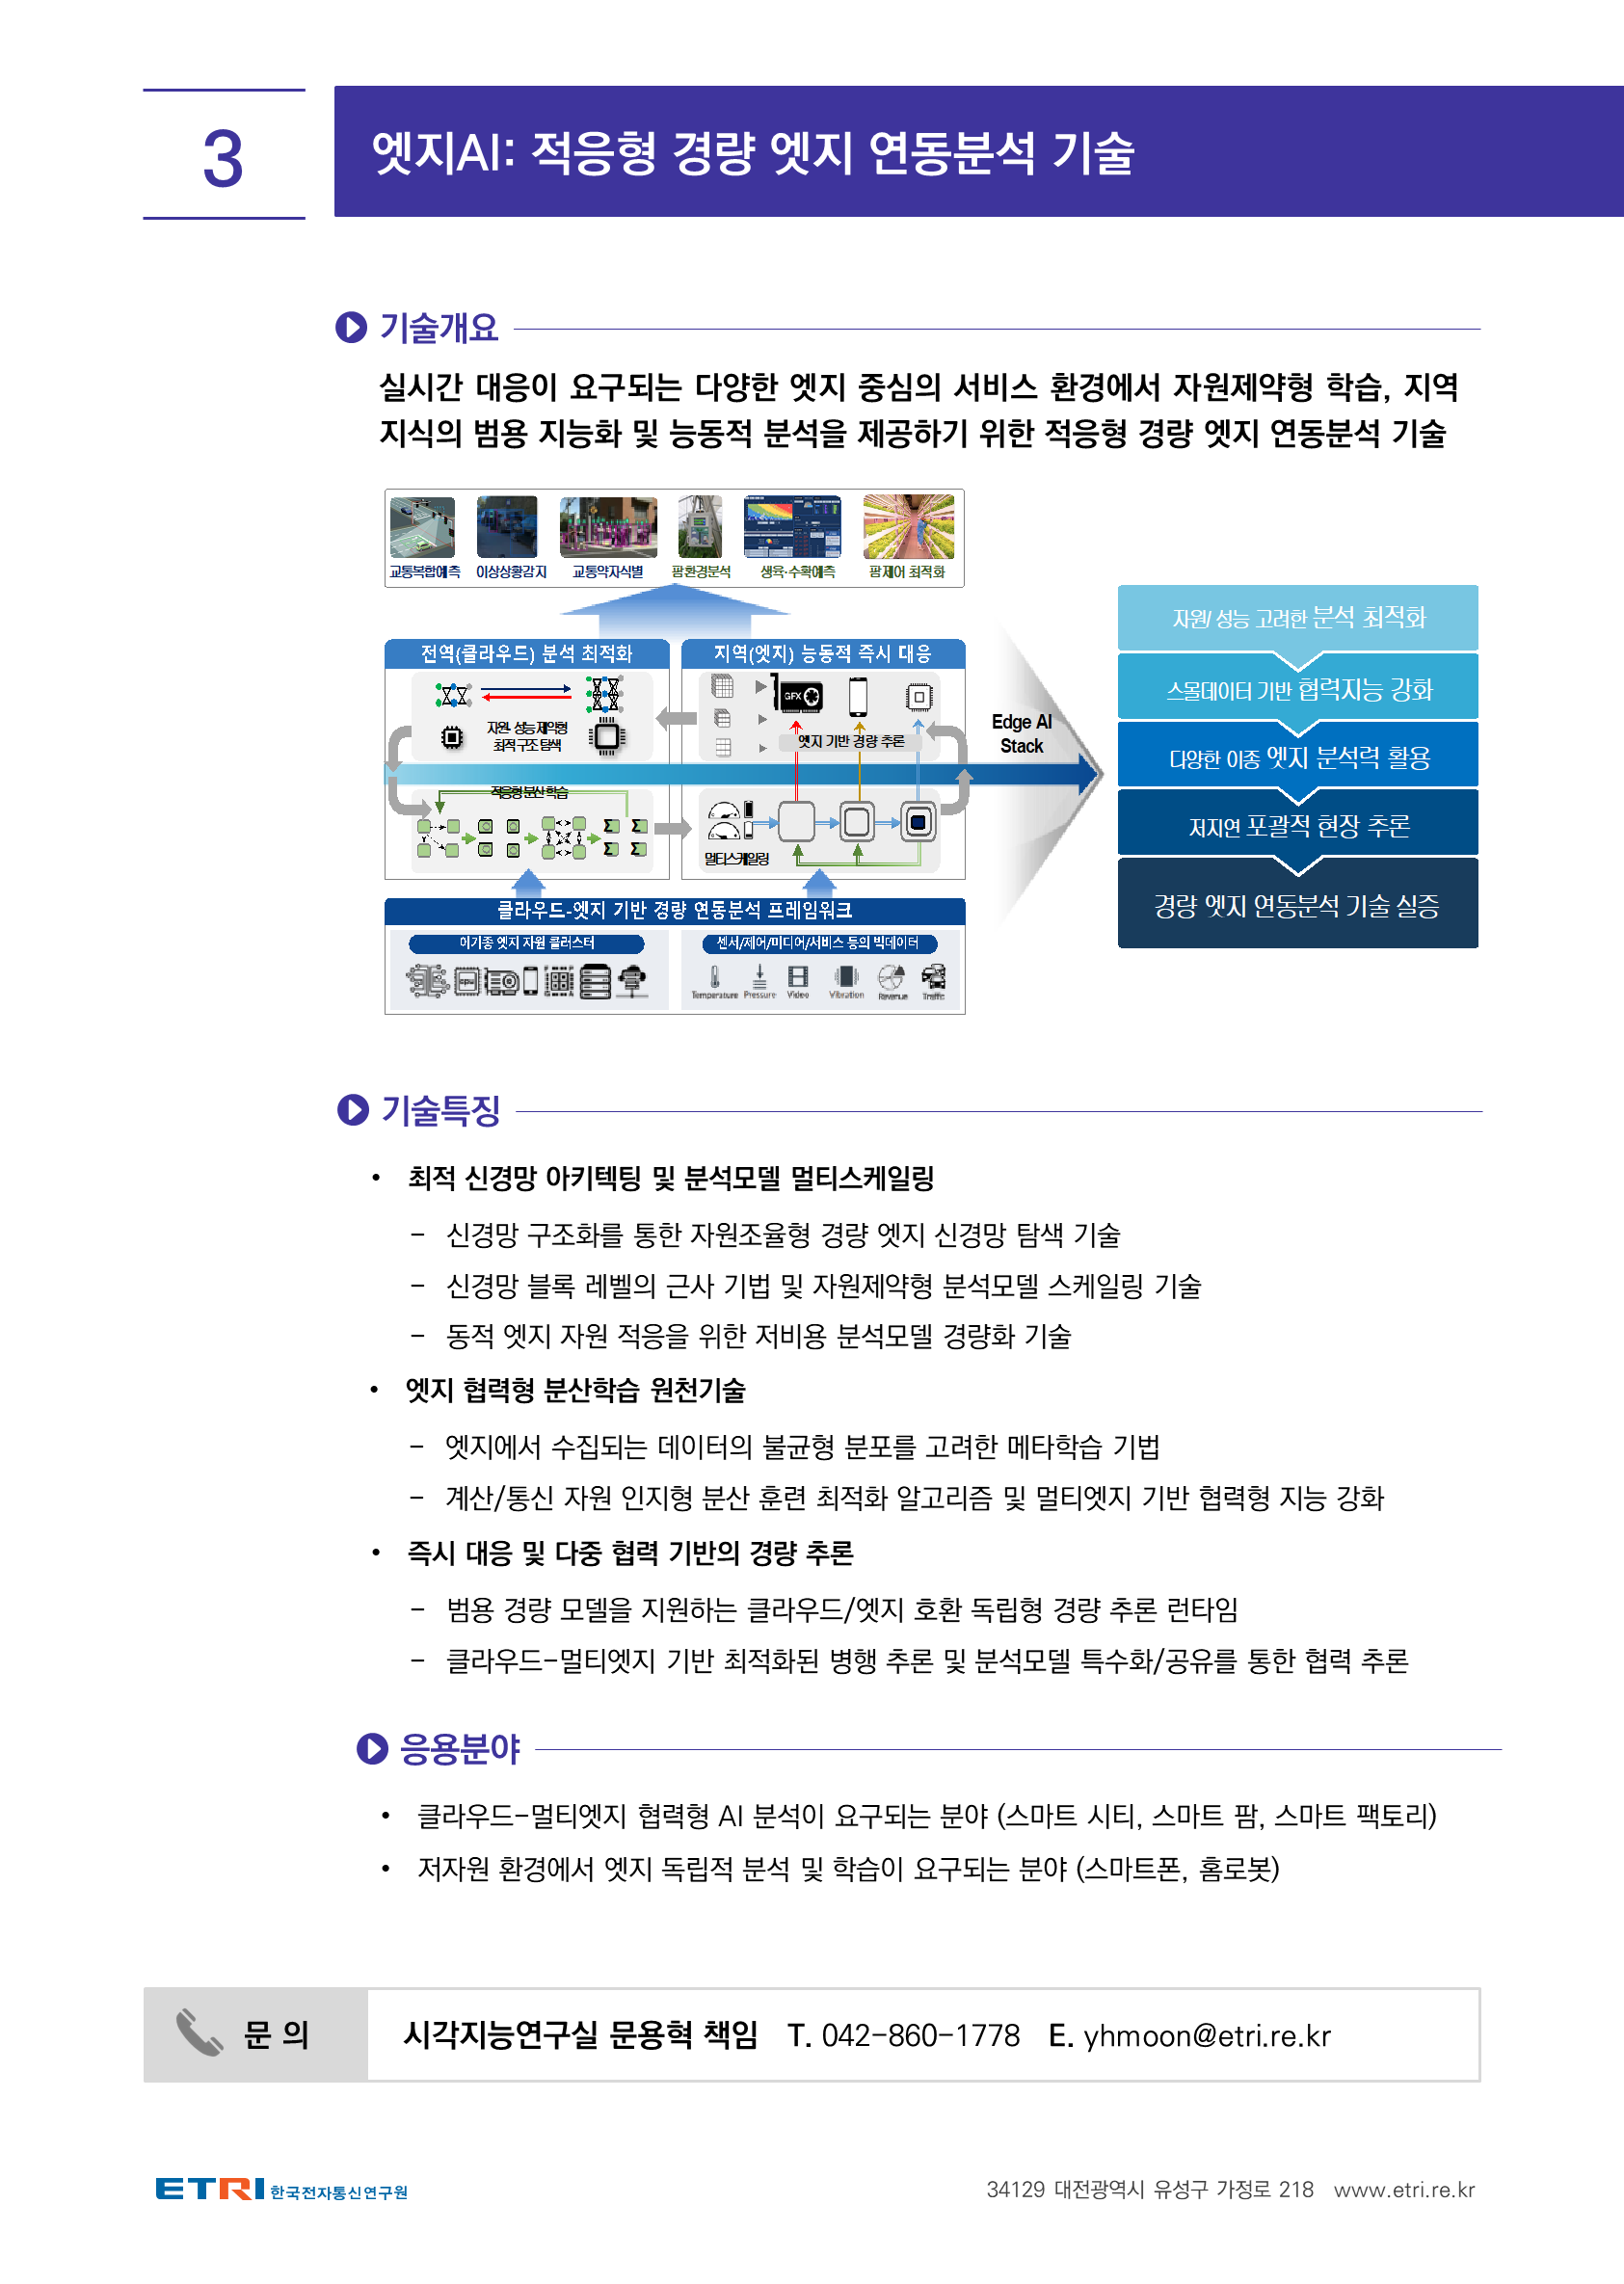 3
엣지AI: 적응형 경량 엣지 연동분석 기술
기술개요
실시간 대응이 요구되는 다양한 엣지 중심의 서비스 환경에서 자원제약형 학습, 지역
지식의 범용 지능화 및 능동적 분석을 제공하기 위한 적응형 경량 엣지 연동분석 기술
교통복합예측 이상상황감지 교통약자식별 팜환경분석 생육·수확예측 팜제어 최적화
전역(클라우드) 분석 최적화
자원·성능 제약형
최적 구조 탐색
적응형 분산 학습
지역(엣지) 능동적 즉시 대응
GFX
엣지 기반 경량 추론
멀티스케일링
클라우드-엣지 기반 경량 연동분석 프레임워크
이기종 엣지 자원 클러스터
cpu
센서/제어/미디어/서비스 등의 빅데이터
Temperature Pressure Video Vibration Revenue Traffic
Edge AI
Stack
자원/성능 고려한 분석 최적화
스몰데이터 기반 협력지능 강화
다양한 이종 엣지 분석력 활용
저지연 포괄적 현장 추론
경량 엣지 연동분석 기술 실증
기술특징
• 최적 신경망 아키텍팅 및 분석모델 멀티스케일링
- 신경망 구조화를 통한 자원조율형 경량 엣지 신경망 탐색 기술
- 신경망 블록 레벨의 근사 기법 및 자원제약형 분석모델 스케일링 기술
- 동적 엣지 자원 적응을 위한 저비용 분석모델 경량화 기술
• 엣지 협력형 분산학습 원천기술
- 엣지에서 수집되는 데이터의 불균형 분포를 고려한 메타학습 기법
- 계산/통신 자원 인지형 분산 훈련 최적화 알고리즘 및 멀티엣지 기반 협력형 지능 강화
• 즉시 대응 및 다중 협력 기반의 경량 추론
- 범용 경량 모델을 지원하는 클라우드/엣지 호환 독립형 경량 추론 런타임
- 클라우드-멀티엣지 기반 최적화된 병행 추론 및 분석모델 특수화/공유를 통한 협력 추론
응용분야
• 클라우드-멀티엣지 협력형 AI 분석이 요구되는 분야 (스마트 시티, 스마트 팜, 스마트 팩토리)
• 저자원 환경에서 엣지 독립적 분석 및 학습이 요구되는 분야 (스마트폰, 홈로봇)
문 의
시각지능연구실 문용혁 책임 T. 042-860-1778 E. yhmoon@etri.re.kr
ETRI 한국전자통신연구원
34129 대전광역시 유성구 가정로 218 www.etri.re.kr